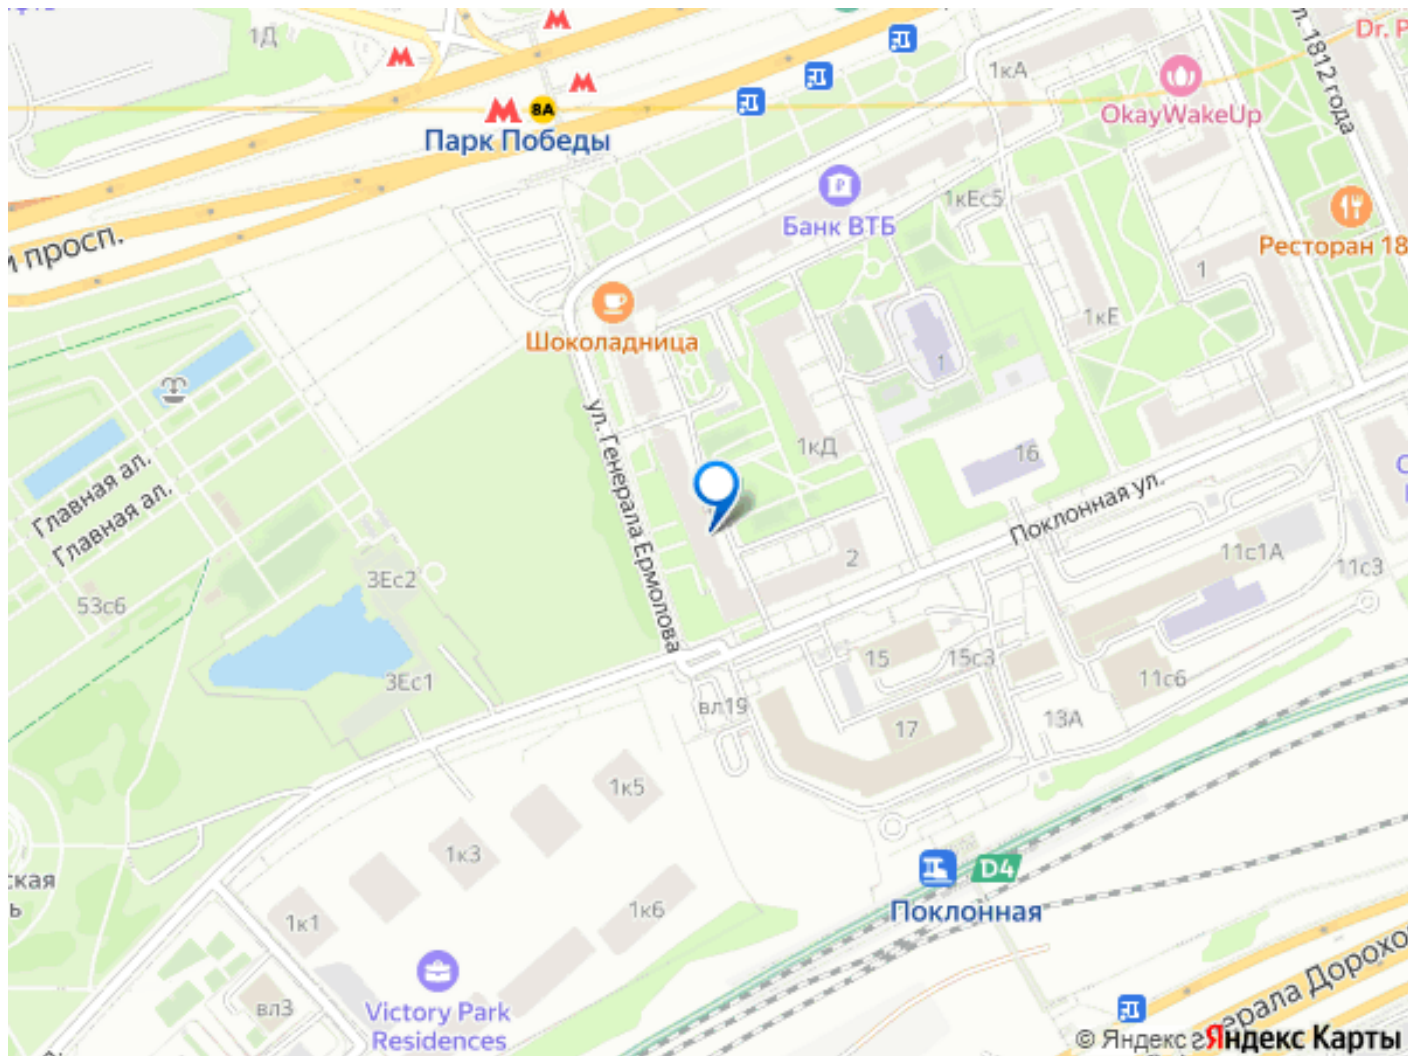 1Д
Dr. P
л. 1812 года
1кА
OkayWakeUp
8А
Парк Победы
Банк ВТБ
1кЕс5
Ресторан 18
и просп.
1
Шоколадница
1кЕ
1
ул. Генерала Ермолова
1кД
16
Главная ал.
Главная ал.
Поклонная ул.
2
11с1А
11с3
3Ес2
53с6
15
15с3
3Ес1
11с6
вл19
17
13А
1к5
1к3
D4
Поклонная
ская
ь
1к1
1к6
вл3
Victory Park
Residences
генерала Дорохо
© Яндекс
Яндекс Карты